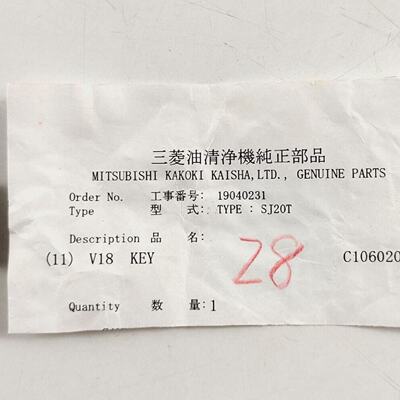 三菱油清浄機純正部品
MITSUBISHI KAKOKI KAISHA,LTD., GENUINE PARTS
Order No. 工事番号: 19040231
Type 型 式: TYPE : SJ20T
Description 品 名:
(11) V18 KEY C106020
28
Quantity 数 量: 1